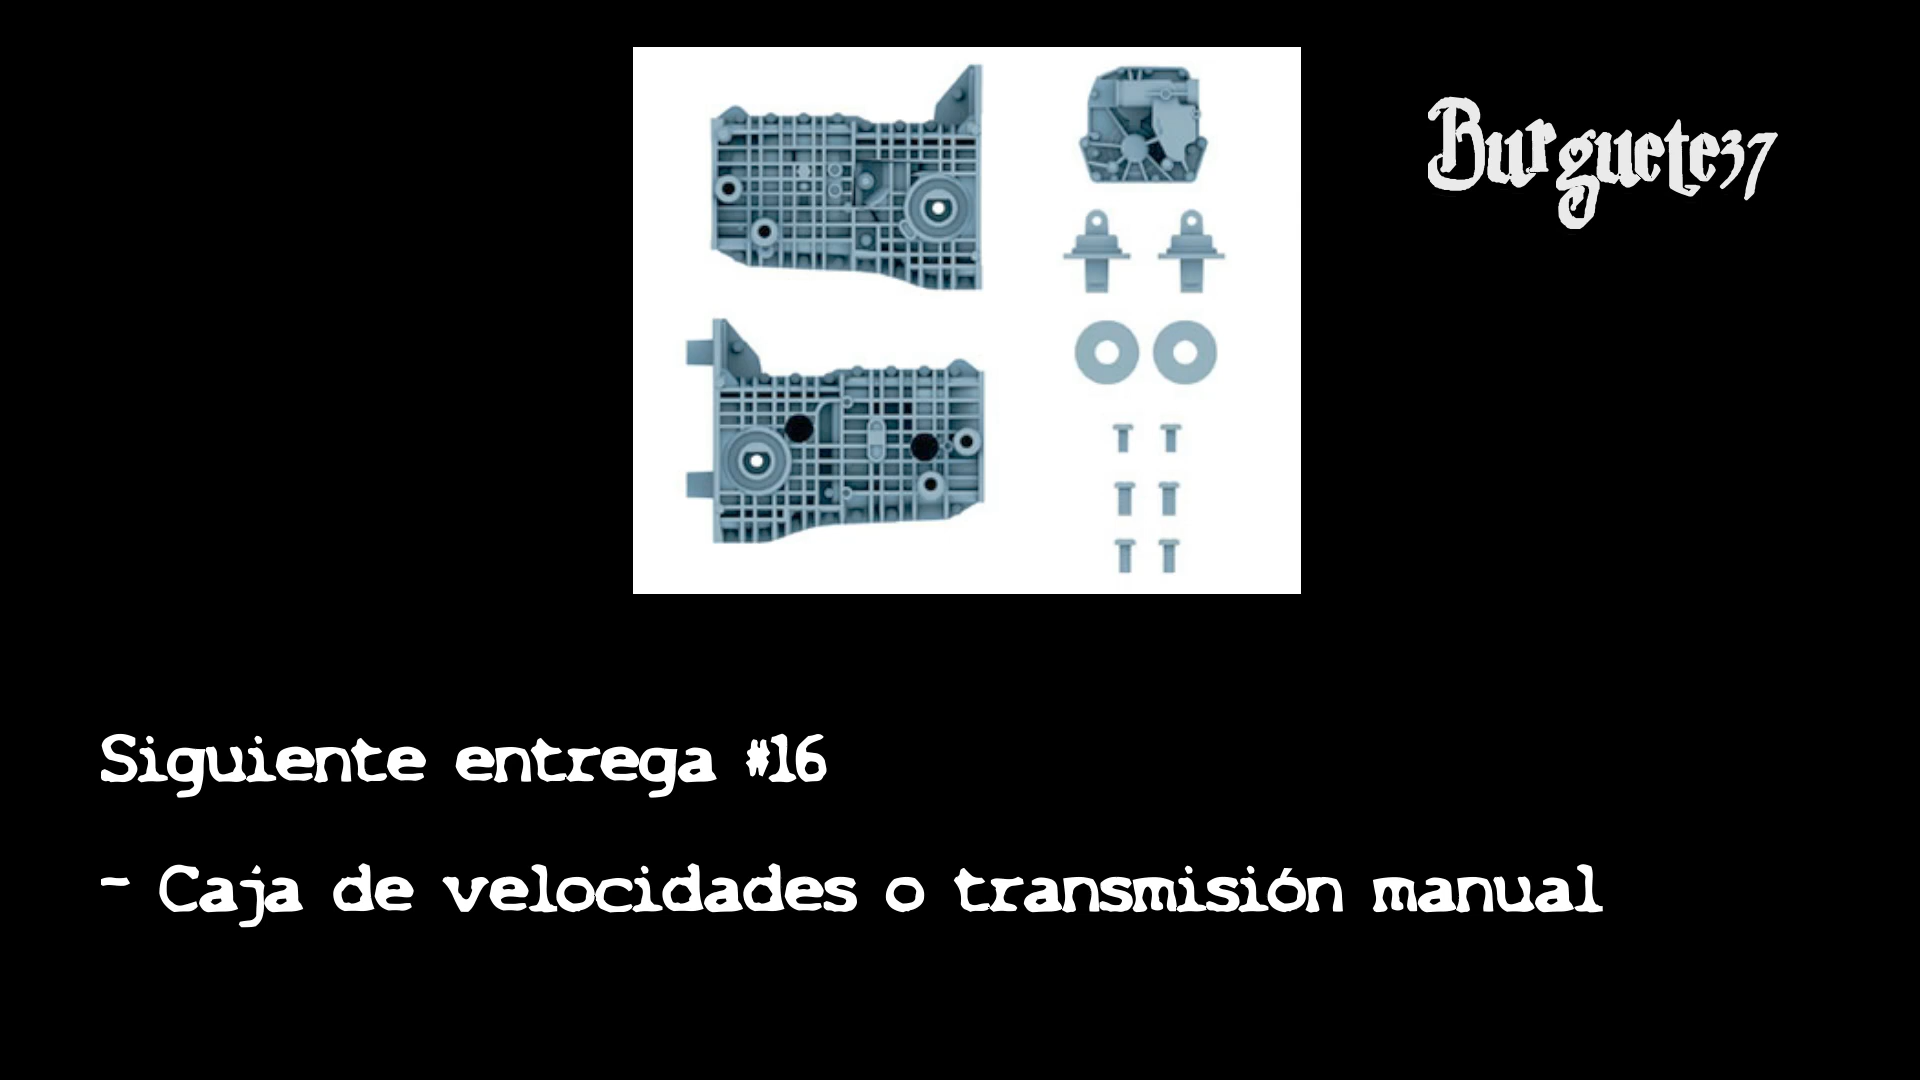 Burguete37
Siguiente entrega #16
- Caja de velocidades o transmisión manual